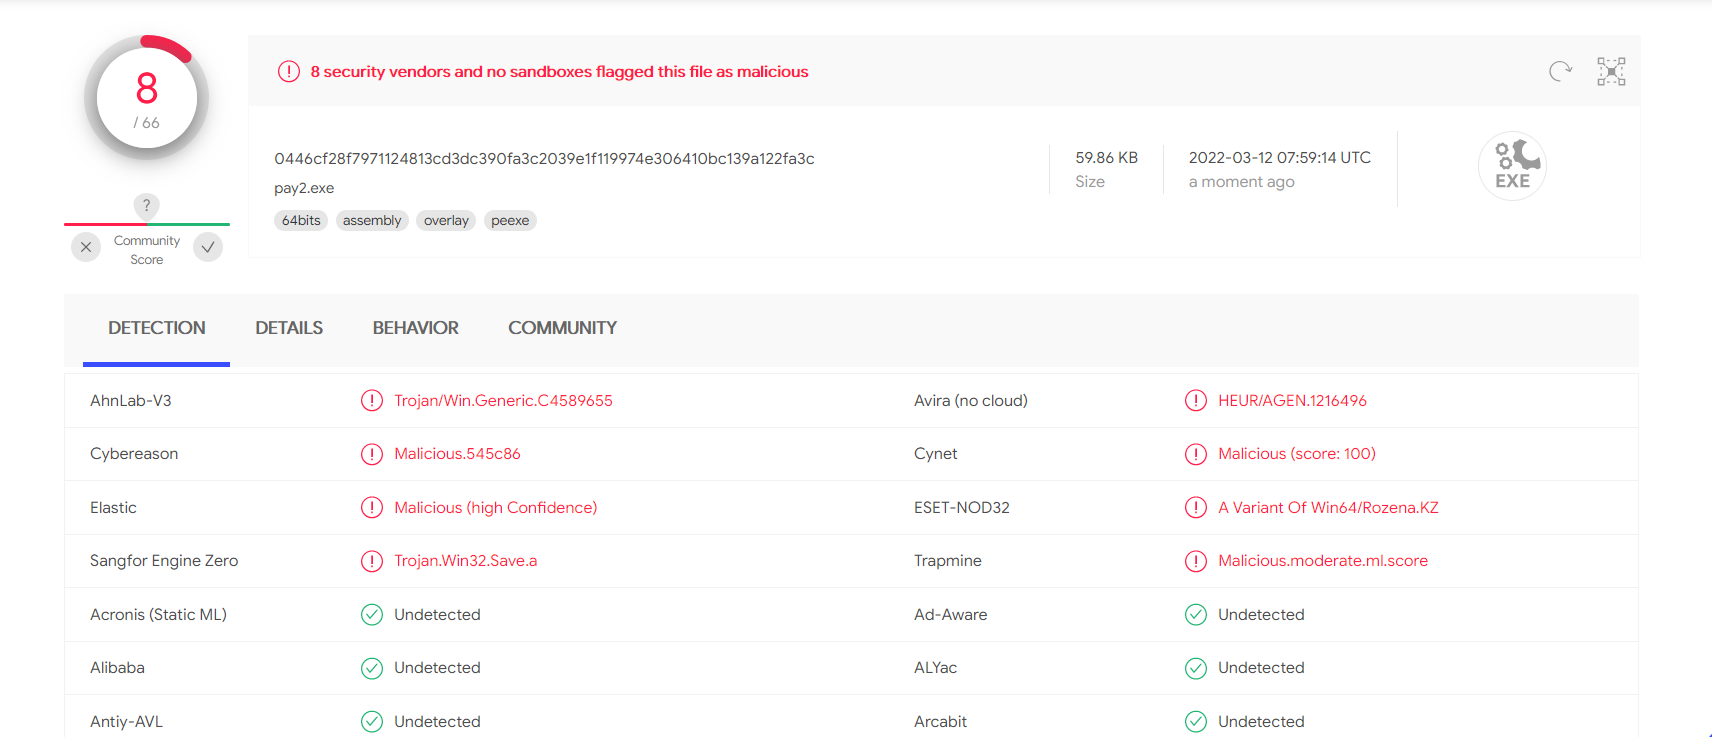 8
/ 66
?
Community
Score
8 security vendors and no sandboxes flagged this file as malicious
0446cf28f7971124813cd3dc390fa3c2039e1f119974e306410bc139a122fa3c
pay2.exe
64bits assembly overlay peexe
59.86 KB
Size
2022-03-12 07:59:14 UTC
a moment ago
EXE
DETECTION DETAILS BEHAVIOR COMMUNITY
AhnLab-V3 Trojan/Win.Generic.C4589655 Avira (no cloud) HEUR/AGEN.1216496
Cybereason Malicious.545c86 Cynet Malicious (score: 100)
Elastic Malicious (high Confidence) ESET-NOD32 A Variant Of Win64/Rozena.KZ
Sangfor Engine Zero Trojan.Win32.Save.a Trapmine Malicious.moderate.ml.score
Acronis (Static ML) Undetected Ad-Aware Undetected
Alibaba Undetected ALYac Undetected
Antiy-AVL Undetected Arcabit Undetected